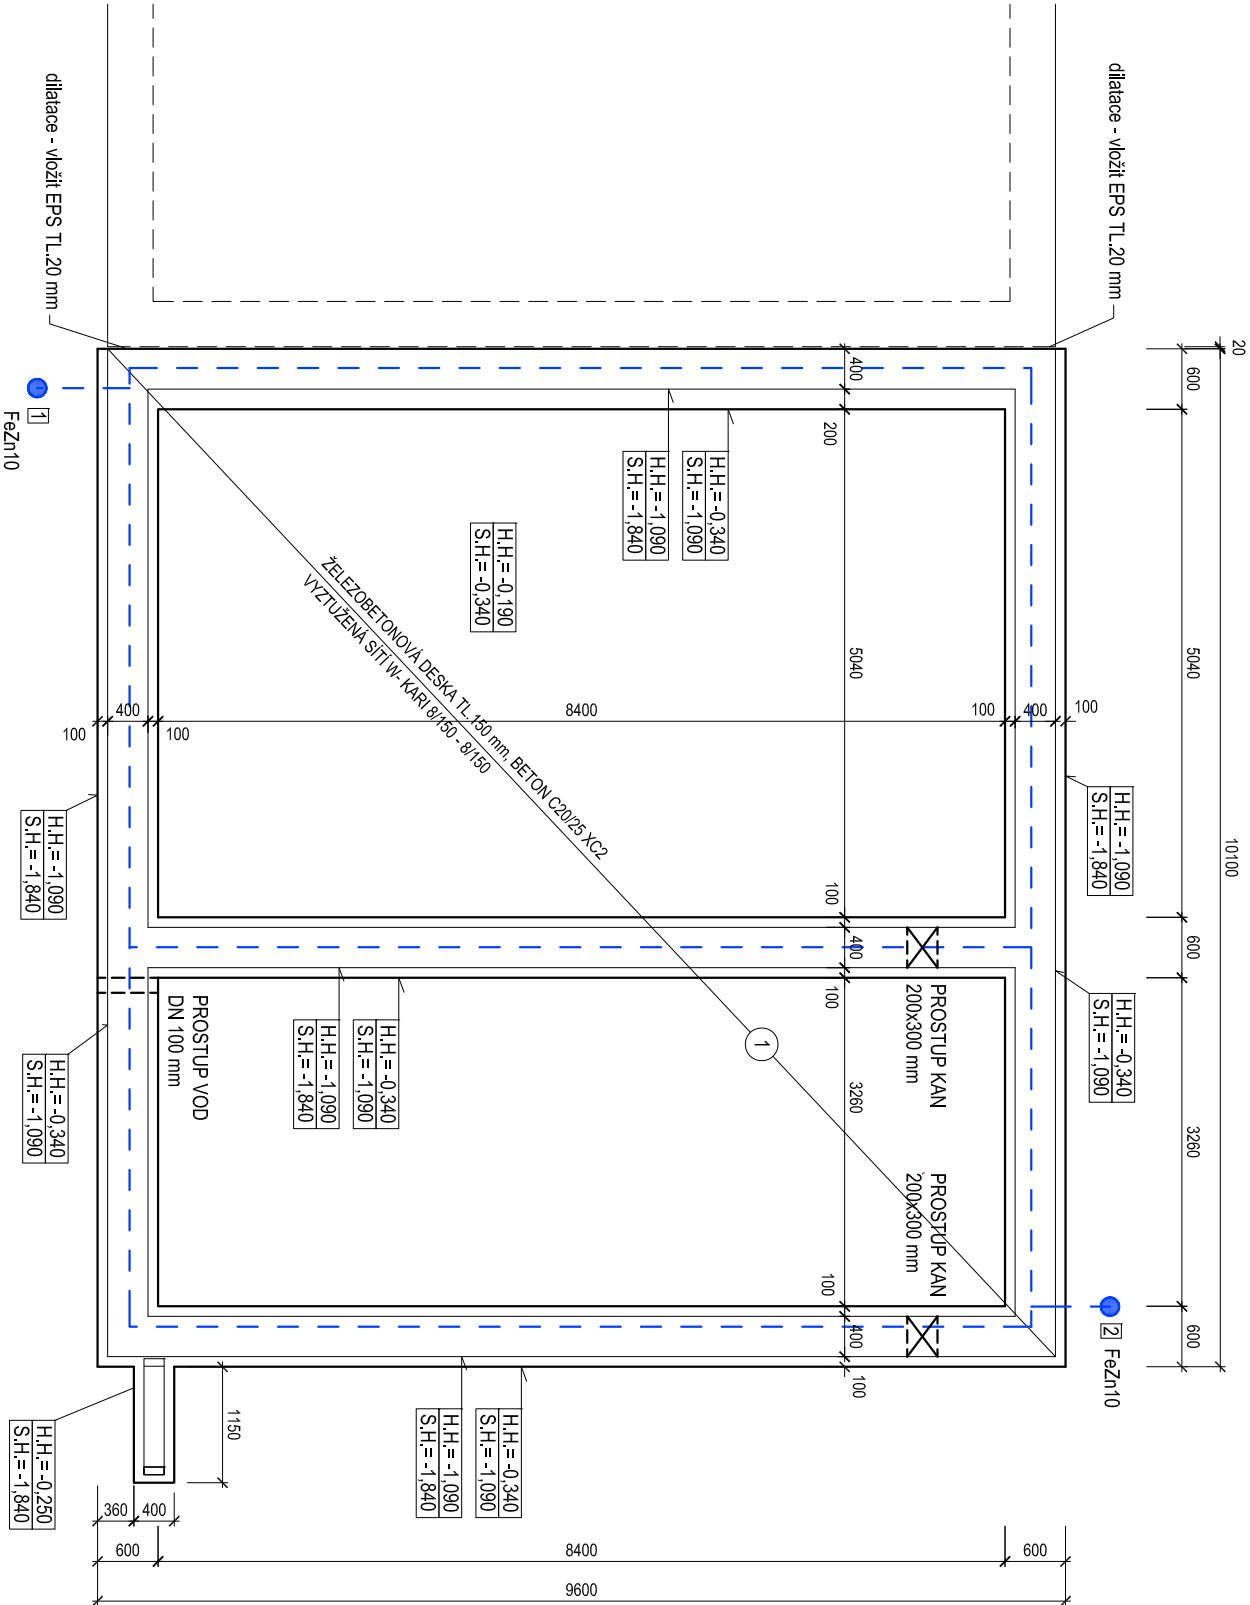 dilatace - vložit EPS TL.20 mm
dilatace - vložit EPS TL.20 mm
20
600
5040
10100
600
3260
600
1
FeZn10
2
FeZn10
400
200
5040
100
400
100
3260
100
400
100
H.H.= -0,340
S.H.= -1,090
H.H.= -1,090
S.H.= -1,840
H.H.= -0,190
S.H.= -0,340
ŽELEZOBETONOVÁ DESKA TL.150 mm, BETON C20/25 XC2
VYZTUŽENÁ SÍTÍ W- KARI 8/150 - 8/150
1
100
400
100
8400
100
400
100
H.H.= -1,090
S.H.= -1,840
H.H.= -1,090
S.H.= -1,840
H.H.= -0,340
S.H.= -1,090
H.H.= -0,340
S.H.= -1,090
PROSTUP VOD
DN 100 mm
H.H.= -0,340
S.H.= -1,090
H.H.= -1,090
S.H.= -1,840
PROSTUP KAN
200x300 mm
PROSTUP KAN
200x300 mm
H.H.= -0,340
S.H.= -1,090
H.H.= -1,090
S.H.= -1,840
H.H.= -0,250
S.H.= -1,840
1150
360
400
600
8400
600
9600